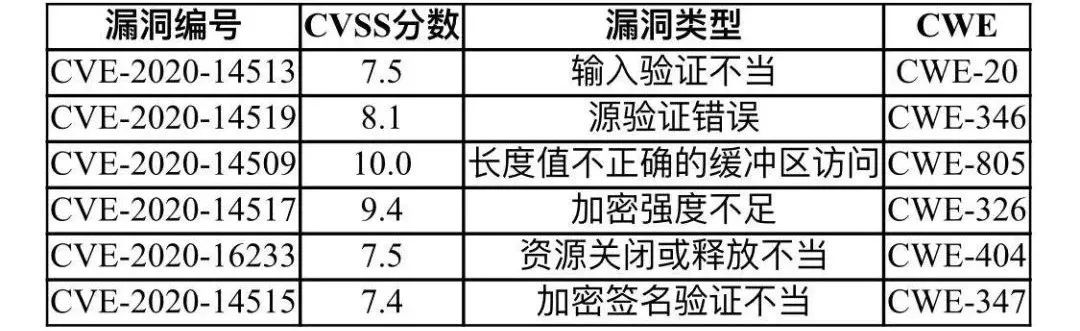 漏洞编号 CVSS分数 漏洞类型 CWE
CVE-2020-14513 7.5 输入验证不当 CWE-20
CVE-2020-14519 8.1 源验证错误 CWE-346
CVE-2020-14509 10.0 长度值不正确的缓冲区访问 CWE-805
CVE-2020-14517 9.4 加密强度不足 CWE-326
CVE-2020-16233 7.5 资源关闭或释放不当 CWE-404
CVE-2020-14515 7.4 加密签名验证不当 CWE-347